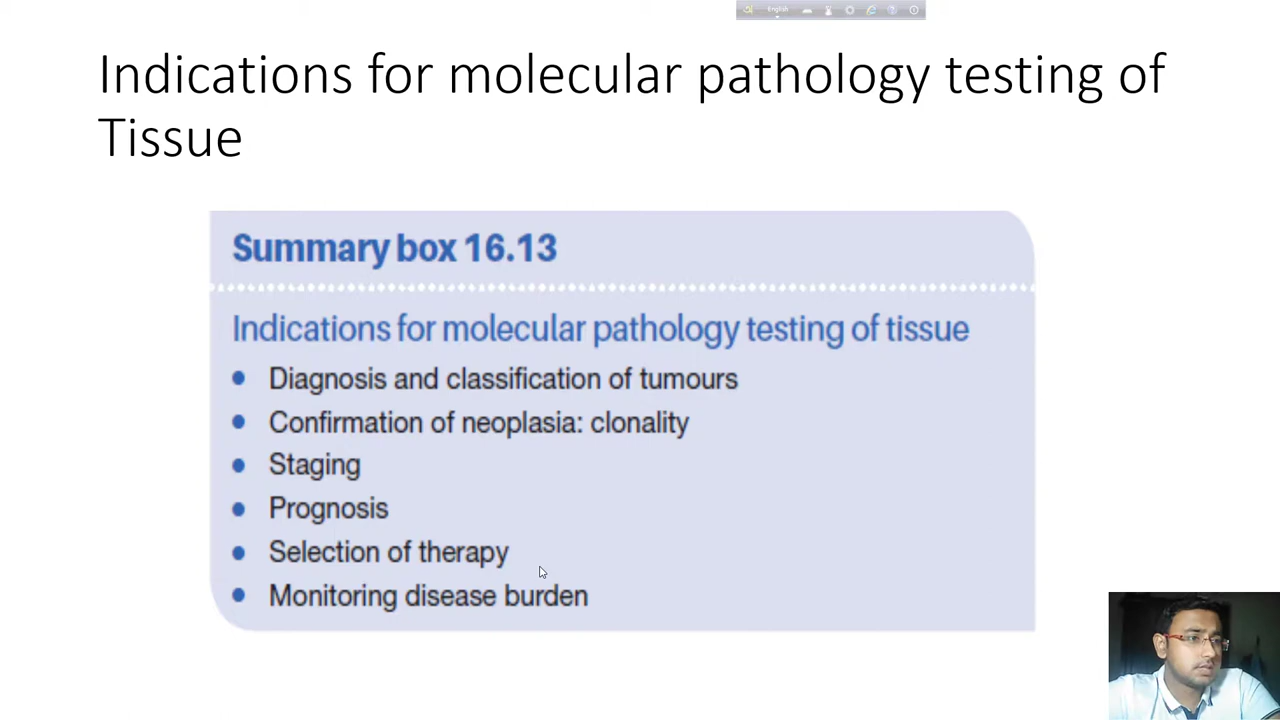 English
Indications for molecular pathology testing of
Tissue
Summary box 16.13
Indications for molecular pathology testing of tissue
Diagnosis and classification of tumours
Confirmation of neoplasia: clonality
Staging
Prognosis
Selection of therapy
Monitoring disease burden